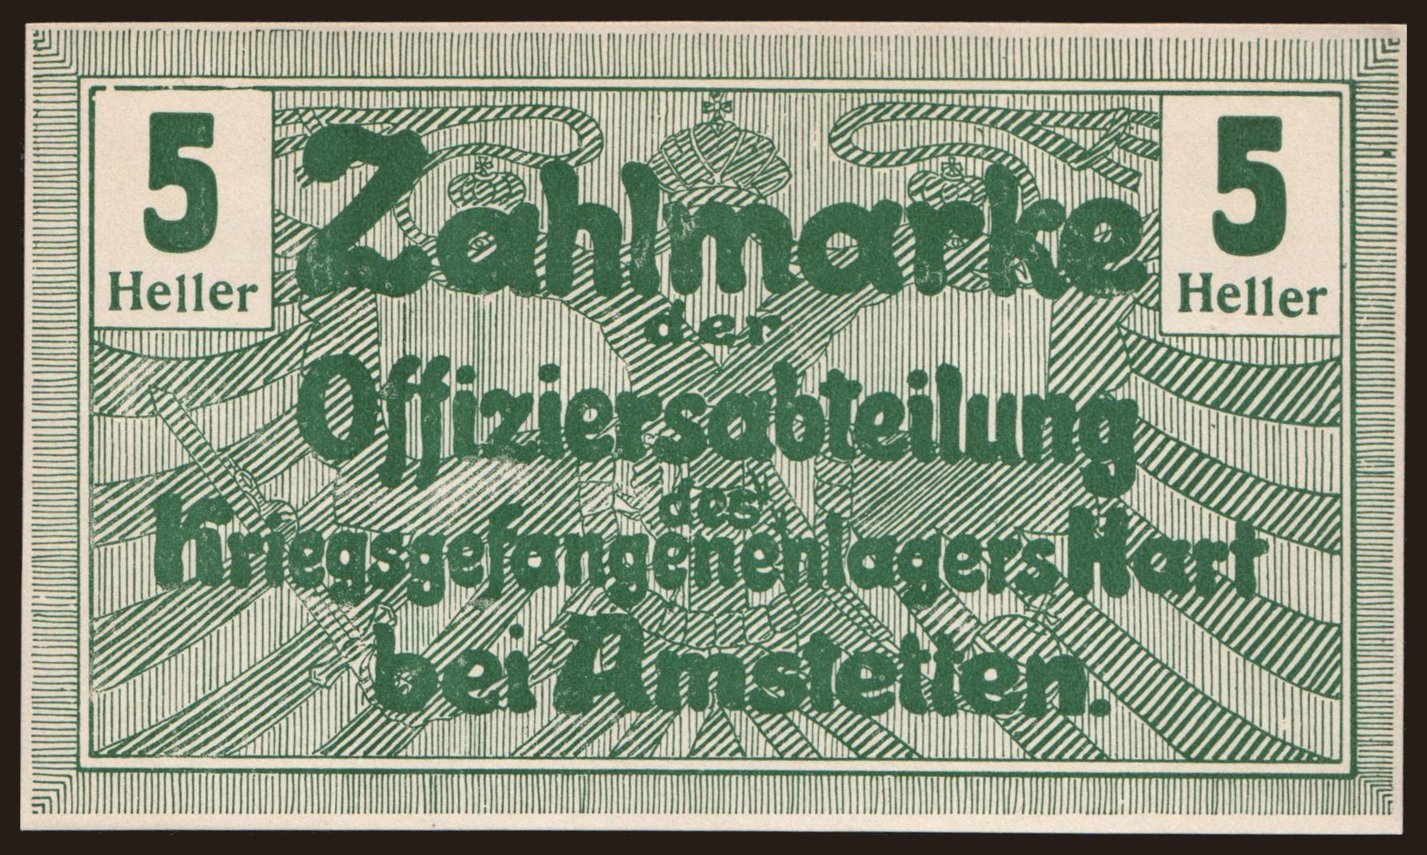 5
Heller
5
Heller
Zahlmarke
der
Offiziersabteilung
des
Kriegsgefangenenlagers Hart
bei Amstetten.